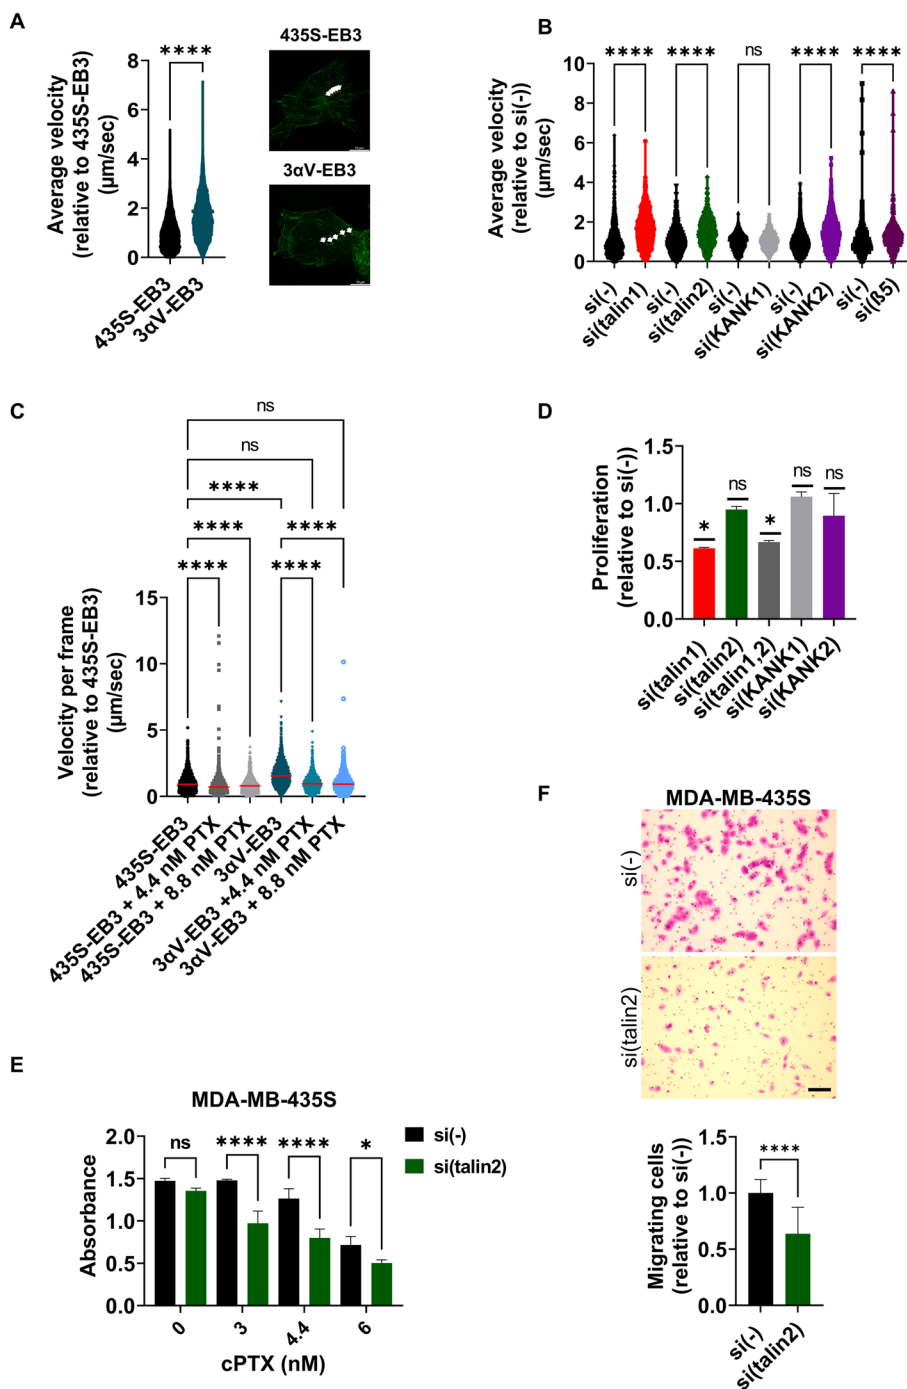 A
Average velocity
(relative to 435S-EB3)
(µm/sec)
8
6
4
2
0
****
435S-EB3
3αV-EB3
435S-EB3
3αV-EB3
B
Average velocity
(relative to si(-))
(µm/sec)
10
8
6
4
2
0
****
****
ns
****
****
si(-)
si(talin1)
si(-)
si(talin2)
si(-)
si(KANK1)
si(-)
si(KANK2)
si(-)
si(ß5)
C
Velocity per frame
(relative to 435S-EB3)
(µm/sec)
15
10
5
0
ns
ns
****
****
****
****
****
435S-EB3
435S-EB3 + 4.4 nM PTX
435S-EB3 + 8.8 nM PTX
3αV-EB3
3αV-EB3 +4.4 nM PTX
3αV-EB3 + 8.8 nM PTX
D
Proliferation
(relative to si(-))
1.5
1.0
0.5
0.0
*
ns
*
ns
ns
si(talin1)
si(talin2)
si(talin1,2)
si(KANK1)
si(KANK2)
E
MDA-MB-435S
Absorbance
2.0
1.5
1.0
0.5
0.0
ns
****
****
*
si(-)
si(talin2)
0
3
4.4
6
cPTX (nM)
F
MDA-MB-435S
si(-)
si(talin2)
Migrating cells
(relative to si(-))
1.5
1.0
0.5
0.0
****
si(-)
si(talin2)